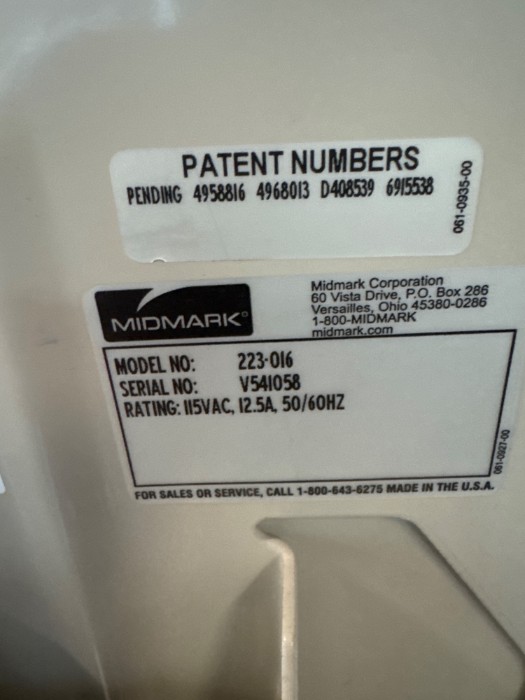 PATENT NUMBERS
PENDING 4958816 4968013 D408539 6915538
061-0935-00
MIDMARK®
Midmark Corporation
60 Vista Drive, P.O. Box 286
Versailles, Ohio 45380-0286
1-800-MIDMARK
midmark.com
MODEL NO: 223-016
SERIAL NO: V541058
RATING: 115VAC, 12.5A, 50/60HZ
061-0927-00
FOR SALES OR SERVICE, CALL 1-800-643-6275 MADE IN THE U.S.A.